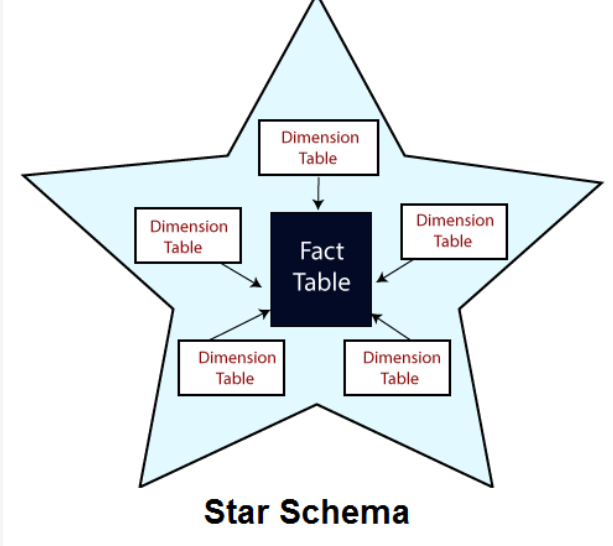 Dimension
Table
Dimension
Table
Fact
Table
Dimension
Table
Dimension
Table
Dimension
Table
Star Schema